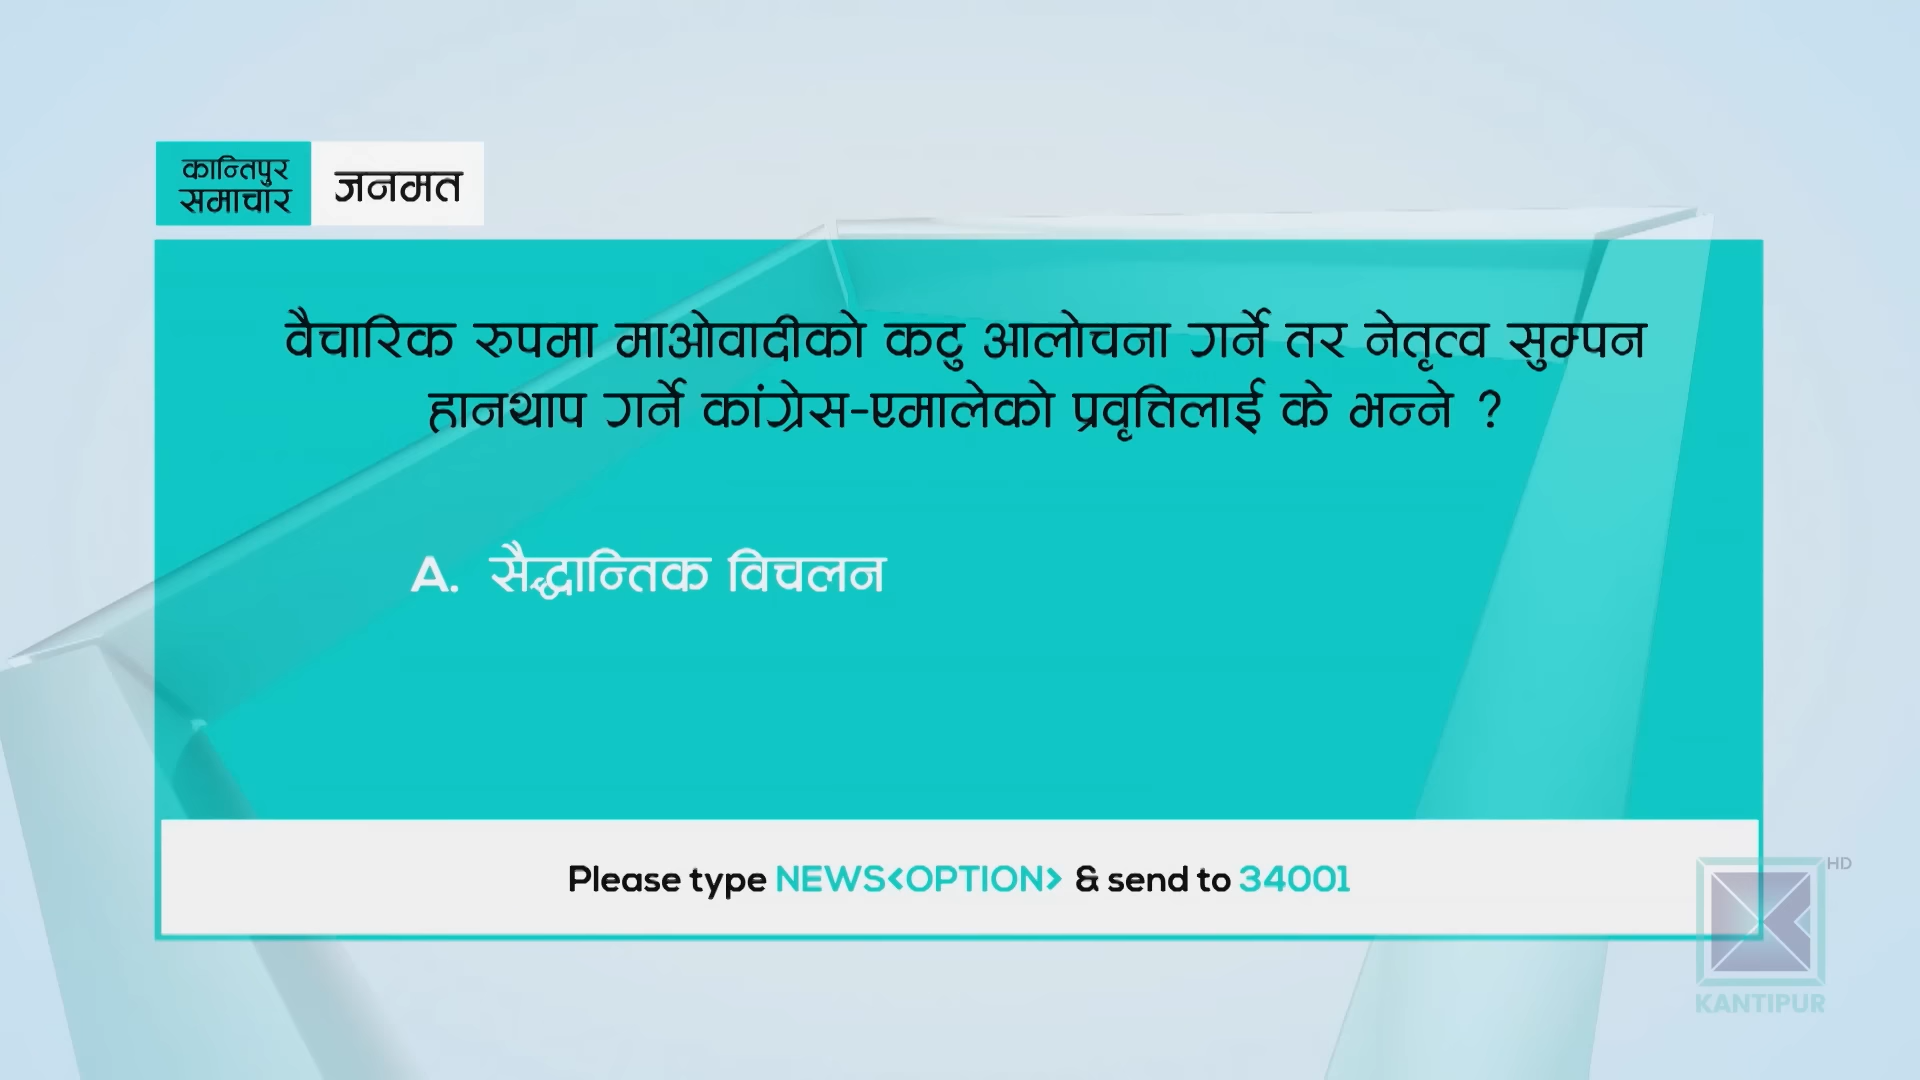 कान्तिपुर
समाचार
जनमत
वैचारिक रुपमा माओवादीको कटु आलोचना गर्ने तर नेतृत्व सुम्पन
हानथाप गर्ने कांग्रेस-एमालेको प्रवृत्तिलाई के भन्ने ?
A. सैद्धान्तिक विचलन
Please type NEWS<OPTION> & send to 34001
HD
KANTIPUR